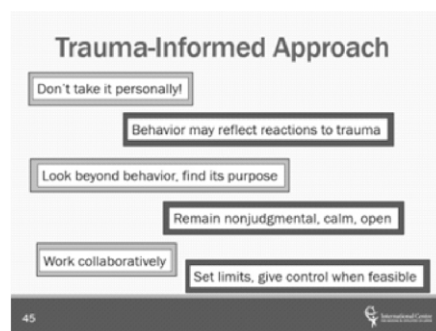 Trauma-Informed Approach
Don't take it personally!
Behavior may reflect reactions to trauma
Look beyond behavior, find its purpose
Remain nonjudgmental, calm, open
Work collaboratively
Set limits, give control when feasible
45
International Centre